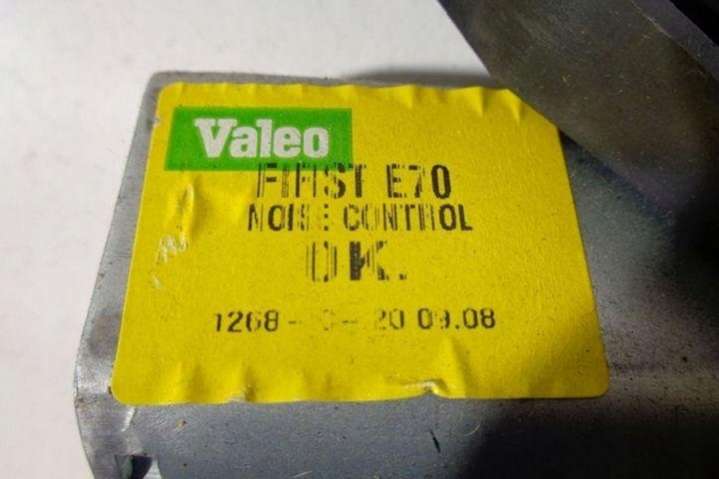 Valeo
FIRST E70
NOISE CONTROL
OK.
1268 - 20 09.08